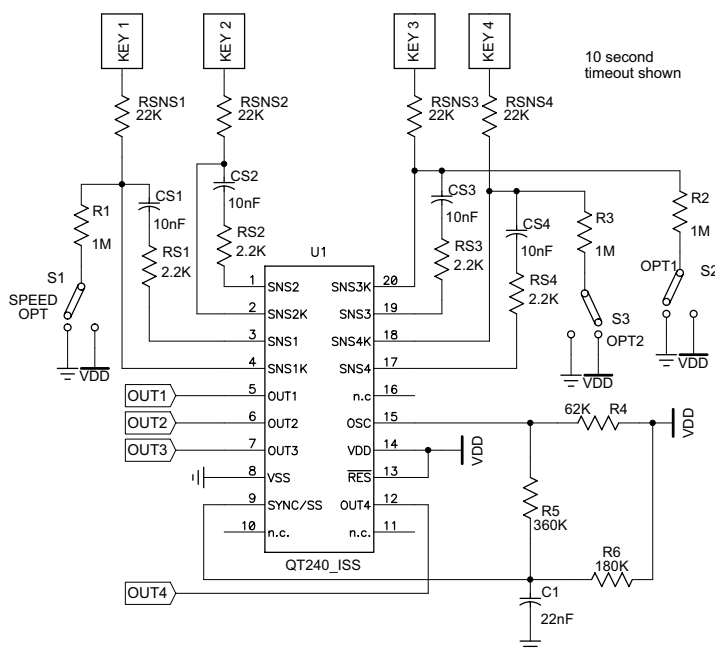 KEY 1
KEY 2
KEY 3
KEY 4
10 second
timeout shown
RSNS1
22K
RSNS2
22K
RSNS3
22K
RSNS4
22K
CS1
10nF
CS2
10nF
CS3
10nF
CS4
10nF
R1
1M
RS1
2.2K
RS2
2.2K
RS3
2.2K
RS4
2.2K
R3
1M
R2
1M
S1
SPEED
OPT
VDD
U1
OPT1
S2
S3
OPT2
VDD
VDD
1 SNS2
2 SNS2K
3 SNS1
4 SNS1K
5 OUT1
6 OUT2
7 OUT3
8 VSS
9 SYNC/SS
10 n.c.
SNS3K 20
SNS3 19
SNS4K 18
SNS4 17
n.c 16
OSC 15
VDD 14
RES 13
OUT4 12
n.c. 11
OUT1
OUT2
OUT3
OUT4
QT240_ISS
VDD
62K R4
VDD
R5
360K
R6
180K
C1
22nF